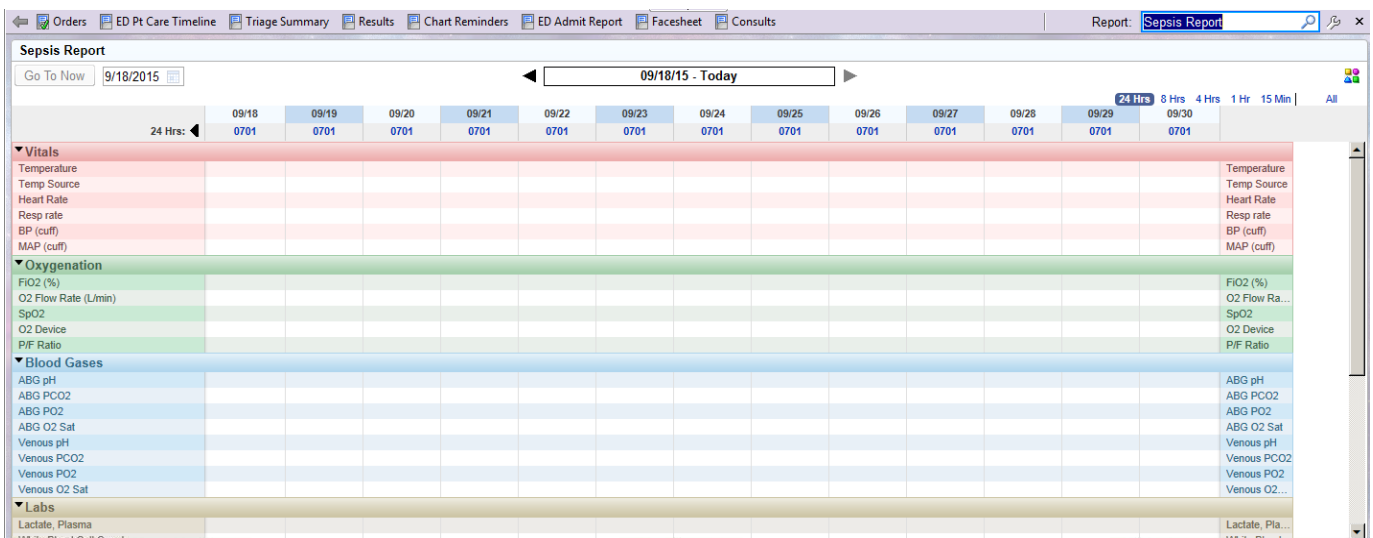 Orders ED Pt Care Timeline Triage Summary Results Chart Reminders ED Admit Report Facesheet Consults Report: Sepsis Report
Sepsis Report
Go To Now 9/18/2015 09/18/15 - Today
24 Hrs 8 Hrs 4 Hrs 1 Hr 15 Min All
09/18 09/19 09/20 09/21 09/22 09/23 09/24 09/25 09/26 09/27 09/28 09/29 09/30
24 Hrs: 0701 0701 0701 0701 0701 0701 0701 0701 0701 0701 0701 0701 0701
Vitals
Temperature Temperature
Temp Source Temp Source
Heart Rate Heart Rate
Resp rate Resp rate
BP (cuff) BP (cuff)
MAP (cuff) MAP (cuff)
Oxygenation
FiO2 (%) FiO2 (%)
O2 Flow Rate (L/min) O2 Flow Ra...
SpO2 SpO2
O2 Device O2 Device
P/F Ratio P/F Ratio
Blood Gases
ABG pH ABG pH
ABG PCO2 ABG PCO2
ABG PO2 ABG PO2
ABG O2 Sat ABG O2 Sat
Venous pH Venous pH
Venous PCO2 Venous PCO2
Venous PO2 Venous PO2
Venous O2 Sat Venous O2...
Labs
Lactate, Plasma Lactate, Pla...